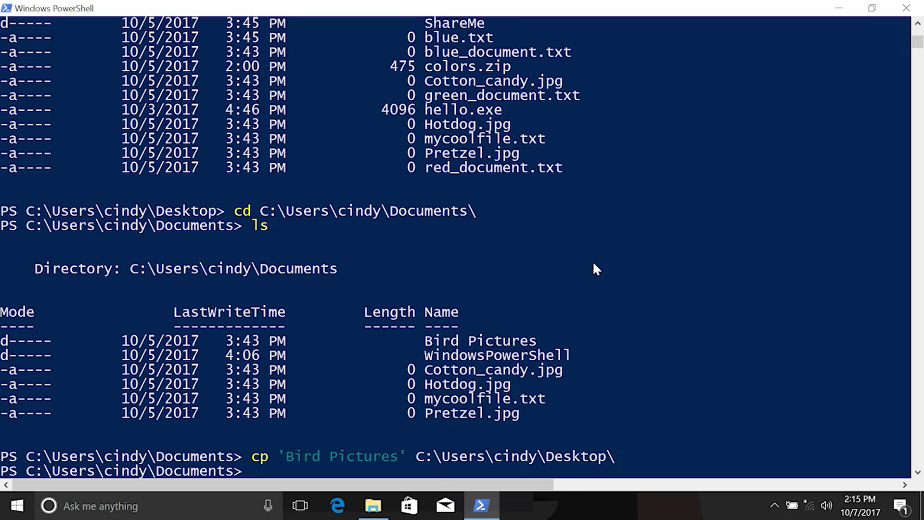 Windows PowerShell
d----- 10/5/2017 3:45 PM ShareMe
-a---- 10/5/2017 3:45 PM 0 blue.txt
-a---- 10/5/2017 3:43 PM 0 blue_document.txt
-a---- 10/5/2017 2:00 PM 475 colors.zip
-a---- 10/5/2017 3:43 PM 0 Cotton_candy.jpg
-a---- 10/5/2017 3:43 PM 0 green_document.txt
-a---- 10/3/2017 4:46 PM 4096 hello.exe
-a---- 10/5/2017 3:43 PM 0 Hotdog.jpg
-a---- 10/5/2017 3:43 PM 0 mycoolfile.txt
-a---- 10/5/2017 3:43 PM 0 Pretzel.jpg
-a---- 10/5/2017 3:43 PM 0 red_document.txt
PS C:\Users\cindy\Desktop> cd C:\Users\cindy\Documents\
PS C:\Users\cindy\Documents> ls
Directory: C:\Users\cindy\Documents
Mode LastWriteTime Length Name
---- ------------- ------ ----
d----- 10/5/2017 3:43 PM Bird Pictures
d----- 10/5/2017 4:06 PM WindowsPowerShell
-a---- 10/5/2017 3:43 PM 0 Cotton_candy.jpg
-a---- 10/5/2017 3:43 PM 0 Hotdog.jpg
-a---- 10/5/2017 3:43 PM 0 mycoolfile.txt
-a---- 10/5/2017 3:43 PM 0 Pretzel.jpg
PS C:\Users\cindy\Documents> cp 'Bird Pictures' C:\Users\cindy\Desktop\
PS C:\Users\cindy\Documents>
Ask me anything
2:15 PM
10/7/2017
1